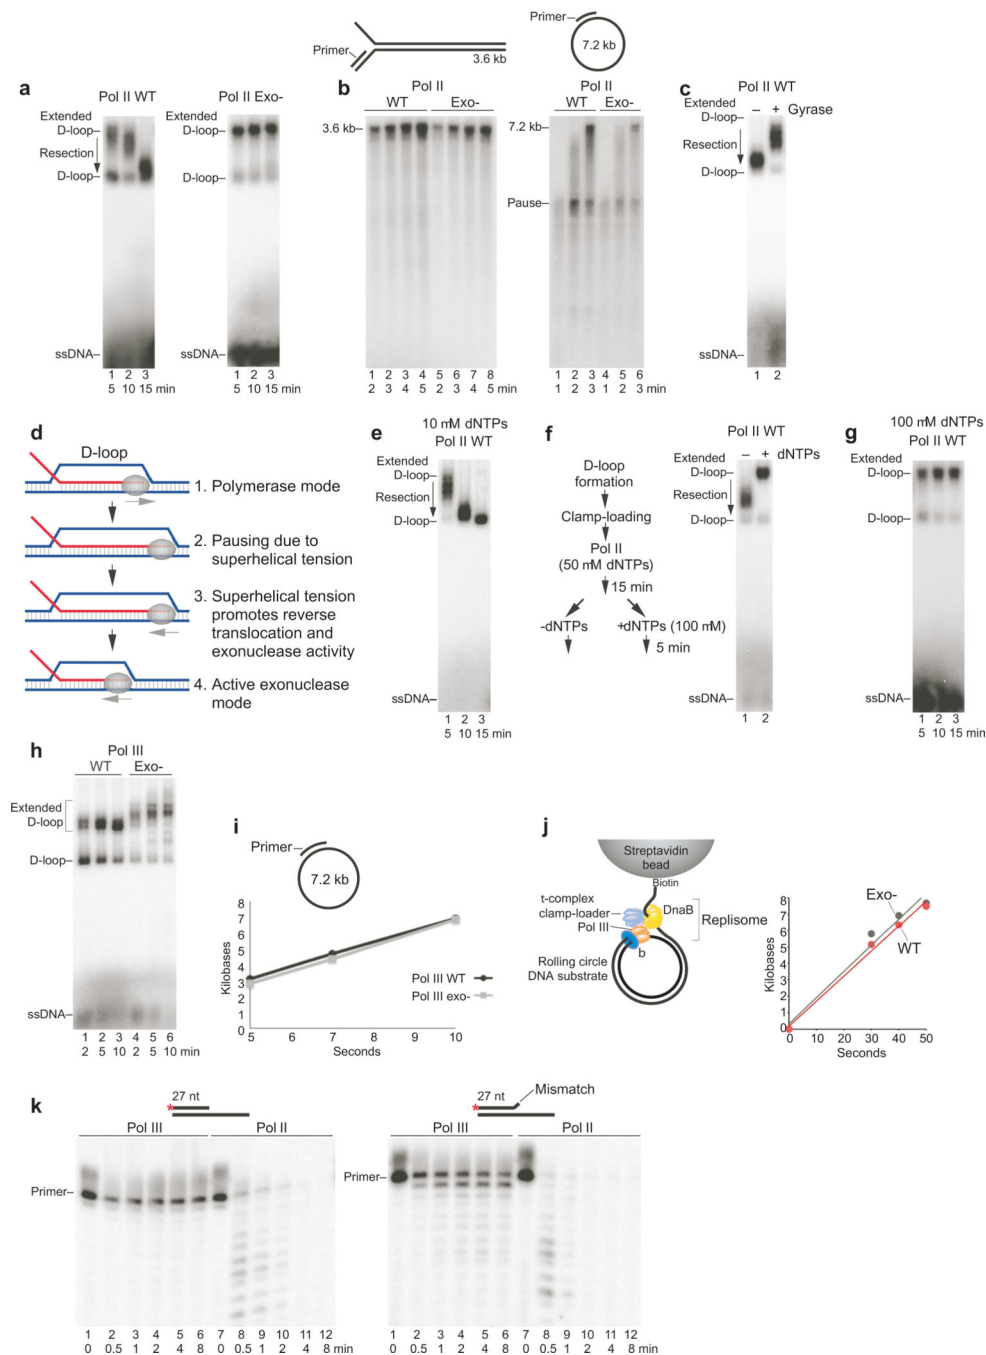 Primer
3.6 kb
Primer
7.2 kb
a
Pol II WT
Extended
D-loop
Resection
D-loop
ssDNA
1 2 3
5 10 15 min
Pol II Exo-
Extended
D-loop
D-loop
ssDNA
1 2 3
5 10 15 min
b
Pol II
WT Exo-
3.6 kb
1 2 3 4 5 6 7 8
2 3 4 5 2 3 4 5 min
Pol II
WT Exo-
7.2 kb
Pause
1 2 3 4 5 6
1 2 3 1 2 3 min
c
Pol II WT
Extended
D-loop
– + Gyrase
Resection
D-loop
ssDNA
1 2
d
D-loop
1. Polymerase mode
2. Pausing due to
superhelical tension
3. Superhelical tension
promotes reverse
translocation and
exonuclease activity
4. Active exonuclease
mode
e
10 mM dNTPs
Pol II WT
Extended
D-loop
Resection
D-loop
ssDNA
1 2 3
5 10 15 min
f
D-loop
formation
Clamp-loading
Pol II
(50 mM dNTPs)
15 min
-dNTPs
+dNTPs (100 mM)
5 min
Pol II WT
Extended
D-loop
– + dNTPs
Resection
D-loop
ssDNA
1 2
g
100 mM dNTPs
Pol II WT
Extended
D-loop
D-loop
ssDNA
1 2 3
5 10 15 min
h
Pol III
WT Exo-
Extended
D-loop
D-loop
ssDNA
1 2 3 4 5 6
2 5 10 2 5 10 min
i
Primer
7.2 kb
Kilobases
8
7
6
5
4
3
2
1
0
5 6 7 8 9 10
Seconds
Pol III WT
Pol III exo-
j
Streptavidin
bead
Biotin
t-complex
clamp-loader
Pol III
DnaB
Replisome
b
Rolling circle
DNA substrate
Kilobases
8
7
6
5
4
3
2
1
0
0 10 20 30 40 50
Seconds
Exo-
WT
k
27 nt
*
Pol III Pol II
Primer
1 2 3 4 5 6 7 8 9 10 11 12
0 0.5 1 2 4 8 0 0.5 1 2 4 8 min
27 nt
Mismatch
*
Pol III Pol II
Primer
1 2 3 4 5 6 7 8 9 10 11 12
0 0.5 1 2 4 8 0 0.5 1 2 4 8 min